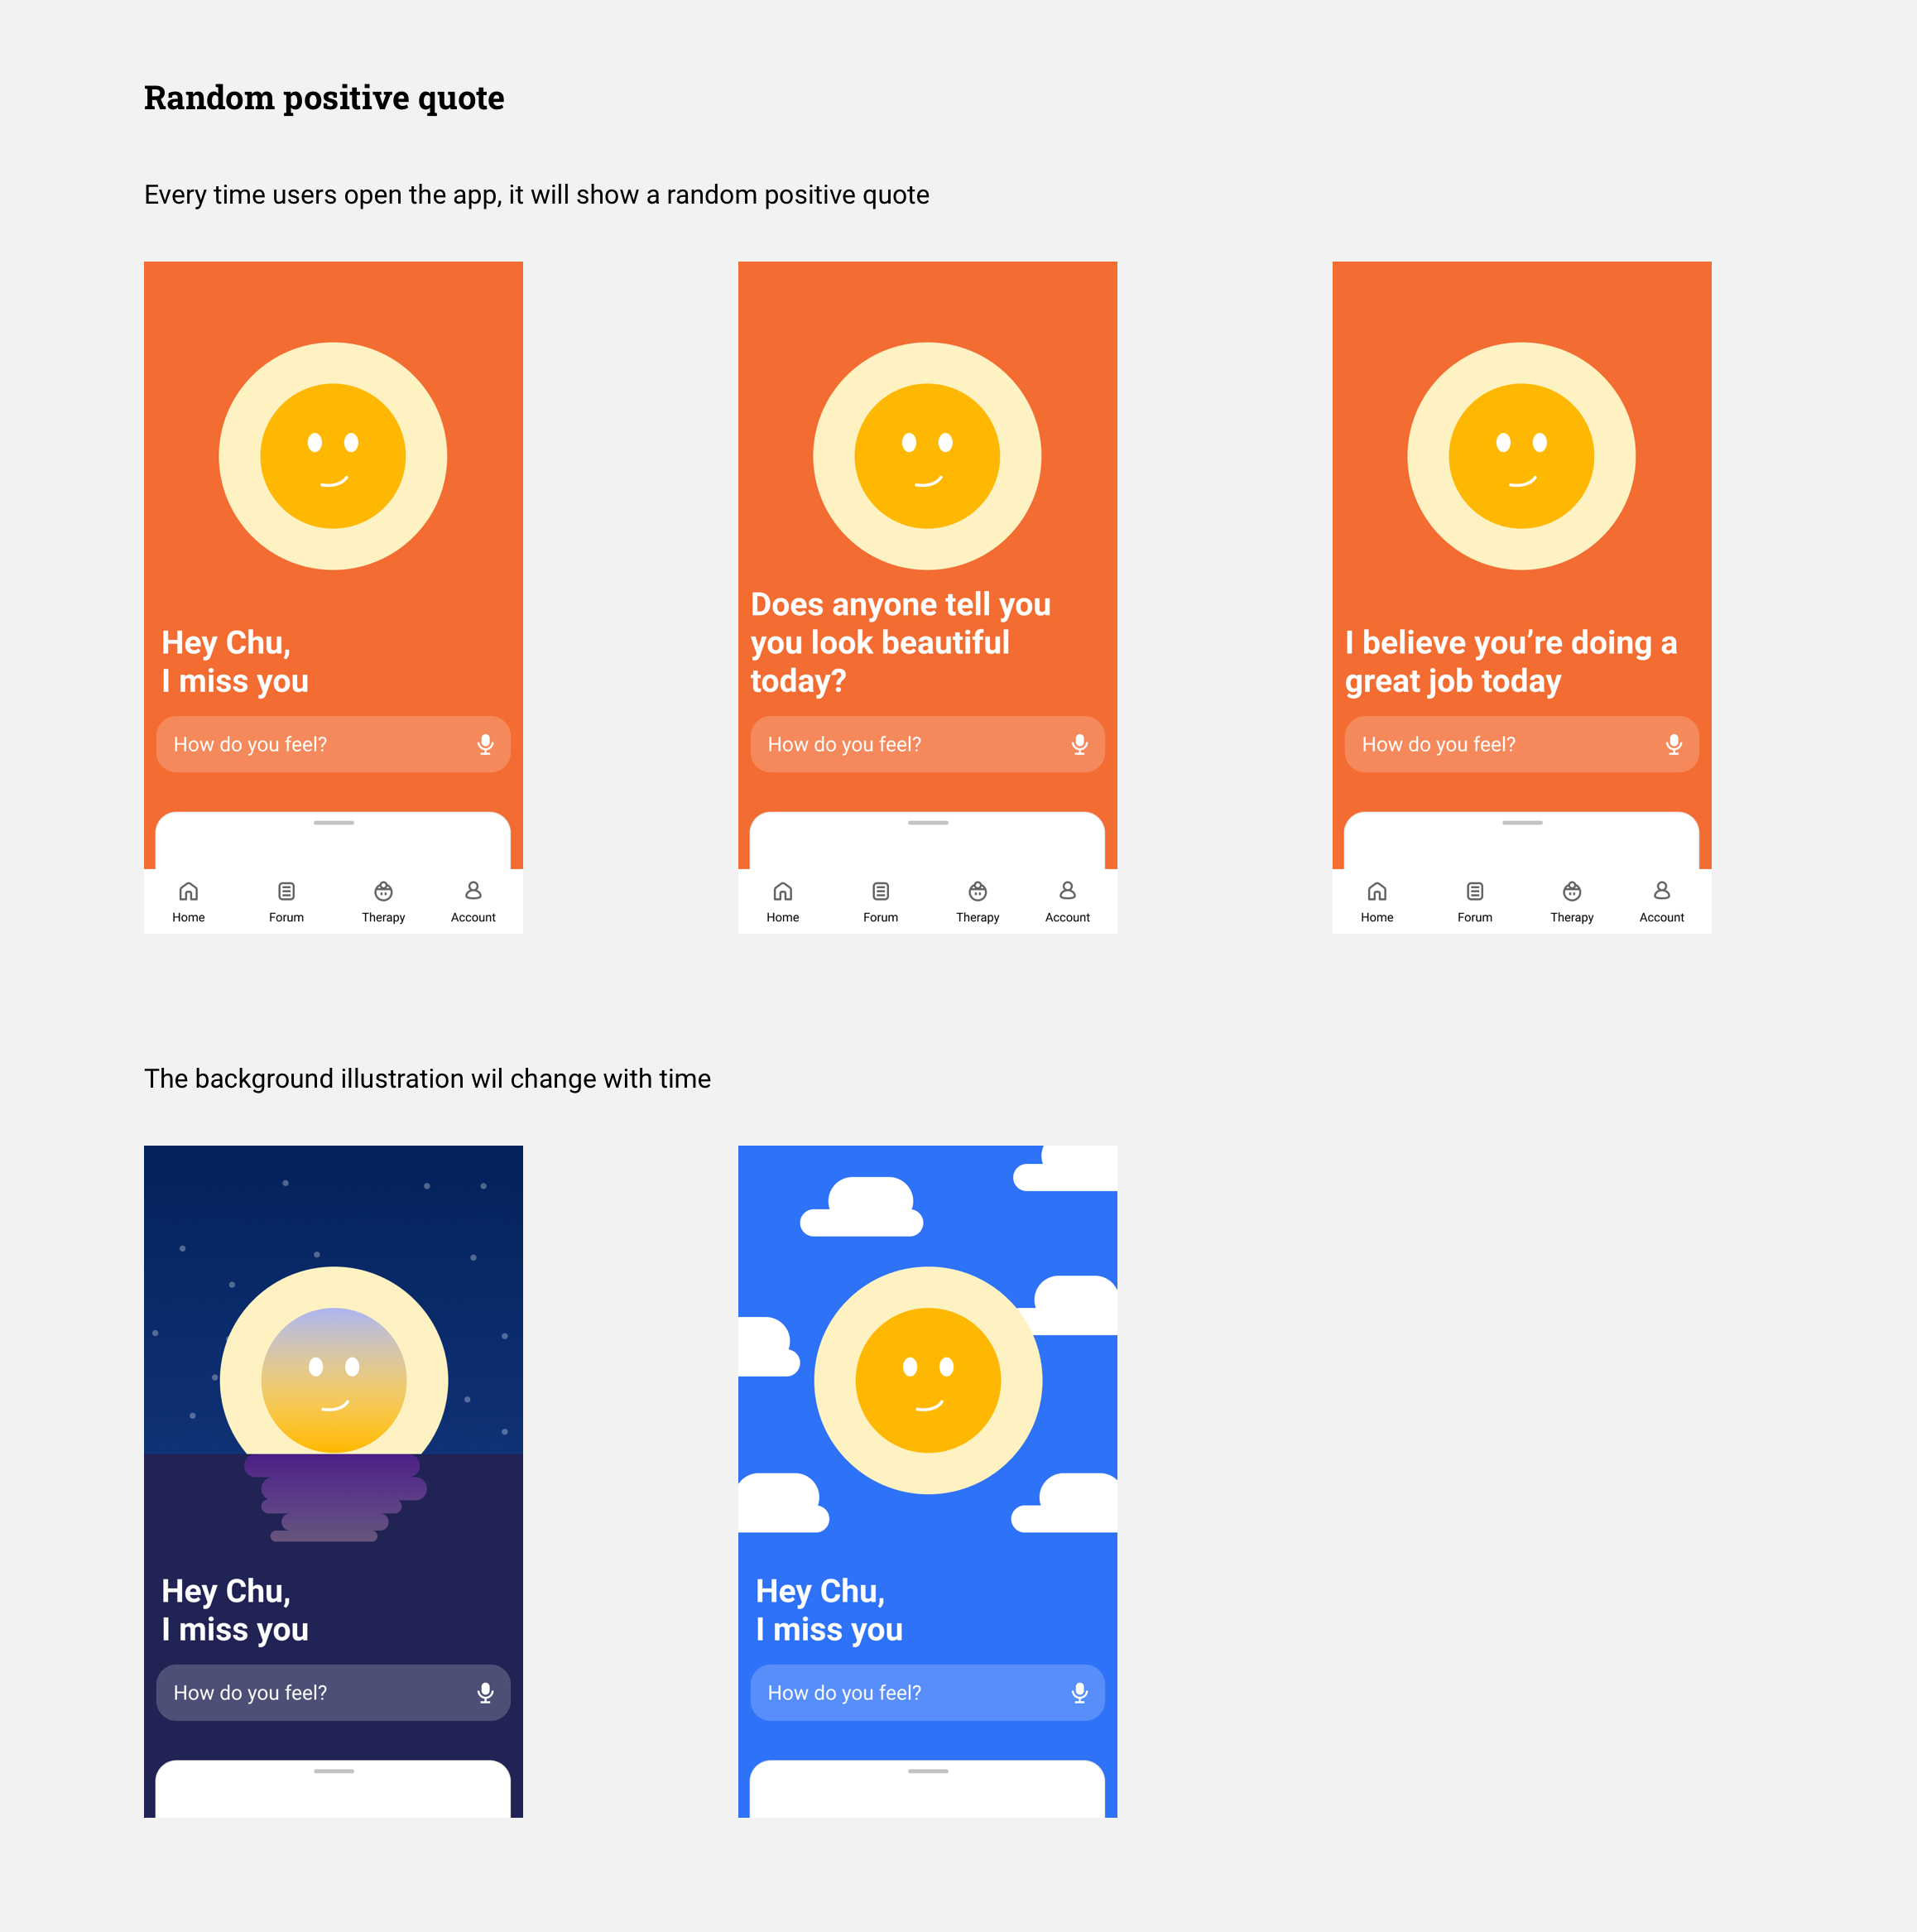 Random positive quote
Every time users open the app, it will show a random positive quote
Hey Chu,
I miss you
How do you feel?
Home
Forum
Therapy
Account
Does anyone tell you
you look beautiful
today?
How do you feel?
Home
Forum
Therapy
Account
I believe you’re doing a
great job today
How do you feel?
Home
Forum
Therapy
Account
The background illustration wil change with time
Hey Chu,
I miss you
How do you feel?
Hey Chu,
I miss you
How do you feel?